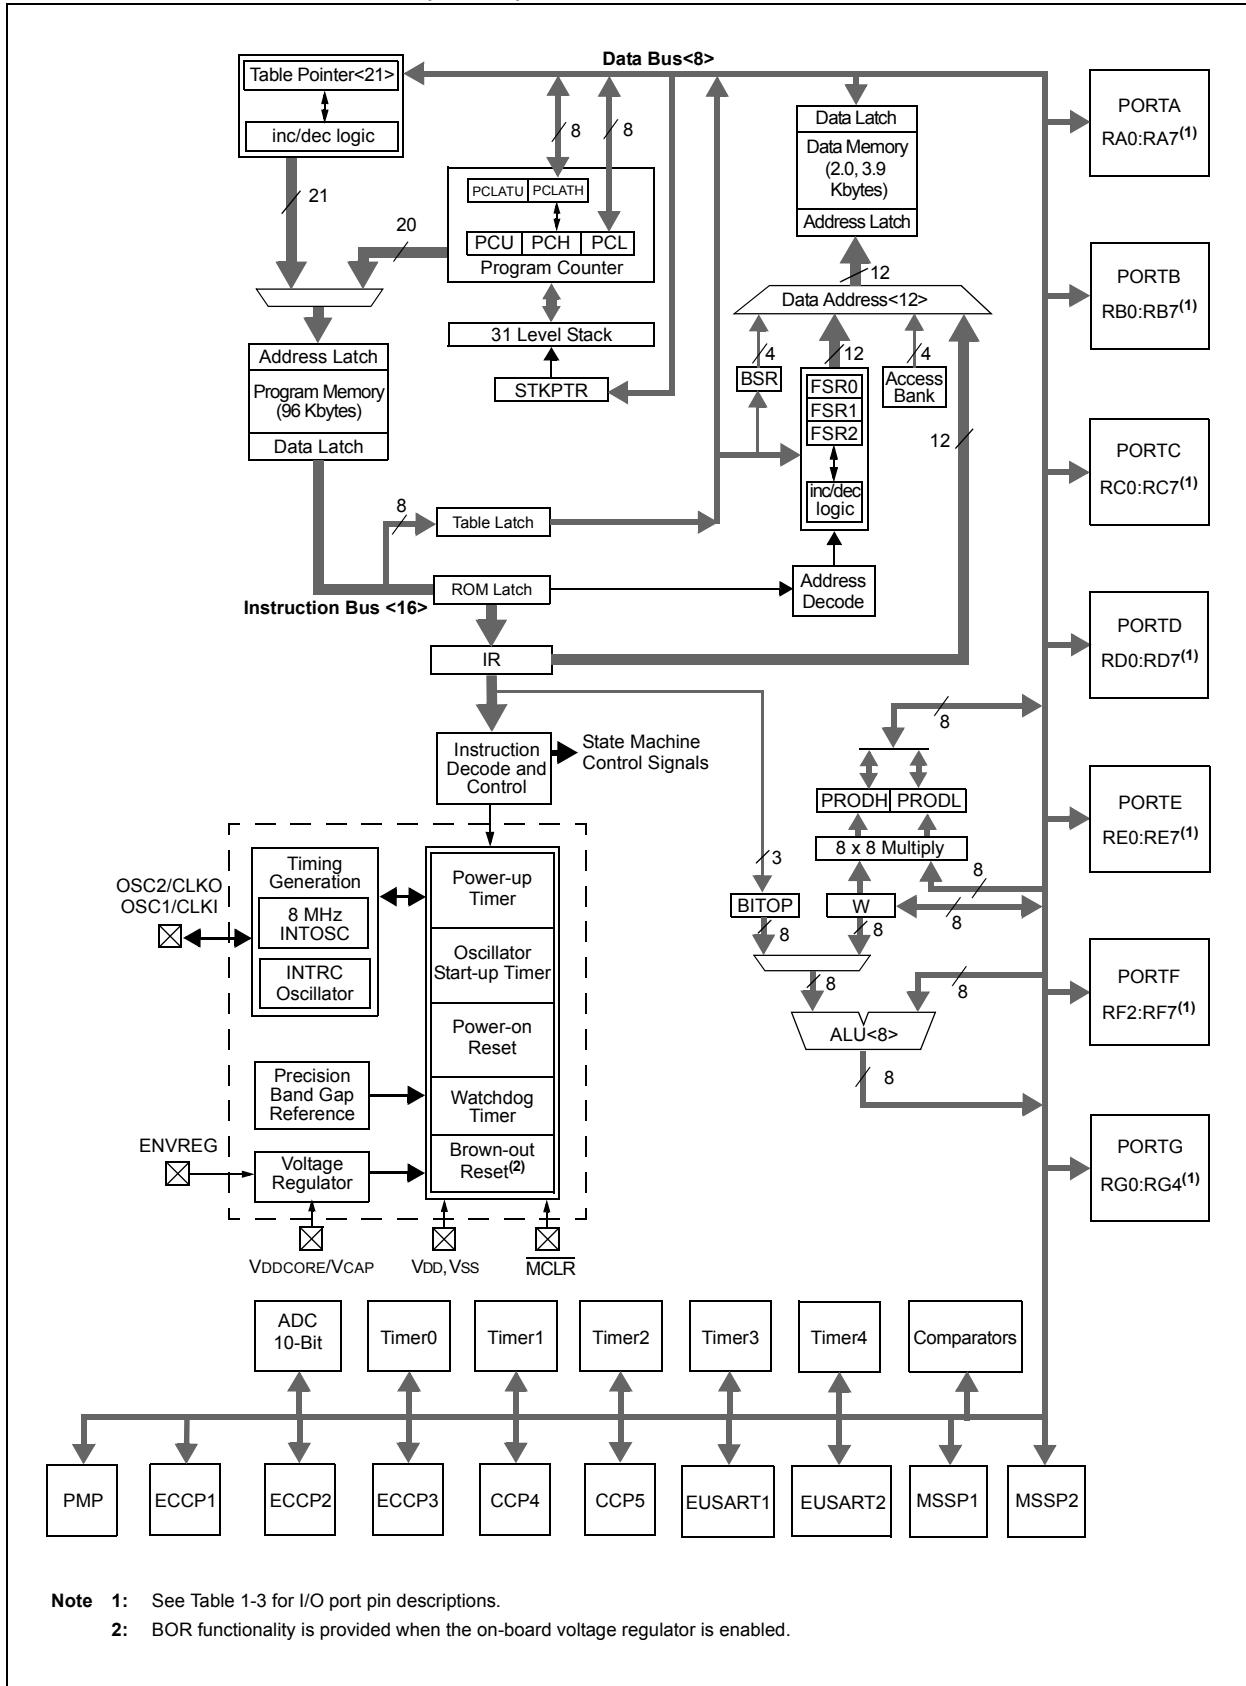 Data Bus<8>
Table Pointer<21>
inc/dec logic
21
20
8
8
PCLATU PCLATH
PCU PCH PCL
Program Counter
31 Level Stack
STKPTR
Data Latch
Data Memory
(2.0, 3.9
Kbytes)
Address Latch
12
Data Address<12>
4
12
4
BSR
FSR0
FSR1
FSR2
inc/dec
logic
Access
Bank
12
Address Latch
Program Memory
(96 Kbytes)
Data Latch
8
Table Latch
ROM Latch
Instruction Bus <16>
Address
Decode
IR
Instruction
Decode and
Control
State Machine
Control Signals
8
PRODH PRODL
8 x 8 Multiply
3
8
BITOP
W
8
8
8
8
8
ALU<8>
8
OSC2/CLKO
OSC1/CLKI
Timing
Generation
8 MHz
INTOSC
INTRC
Oscillator
Power-up
Timer
Oscillator
Start-up Timer
Power-on
Reset
Watchdog
Timer
Brown-out
Reset(2)
Precision
Band Gap
Reference
ENVREG
Voltage
Regulator
VDDCORE/VCAP
VDD, VSS
MCLR
PORTA
RA0:RA7(1)
PORTB
RB0:RB7(1)
PORTC
RC0:RC7(1)
PORTD
RD0:RD7(1)
PORTE
RE0:RE7(1)
PORTF
RF2:RF7(1)
PORTG
RG0:RG4(1)
ADC
10-Bit
Timer0
Timer1
Timer2
Timer3
Timer4
Comparators
PMP
ECCP1
ECCP2
ECCP3
CCP4
CCP5
EUSART1
EUSART2
MSSP1
MSSP2
Note 1: See Table 1-3 for I/O port pin descriptions.
2: BOR functionality is provided when the on-board voltage regulator is enabled.